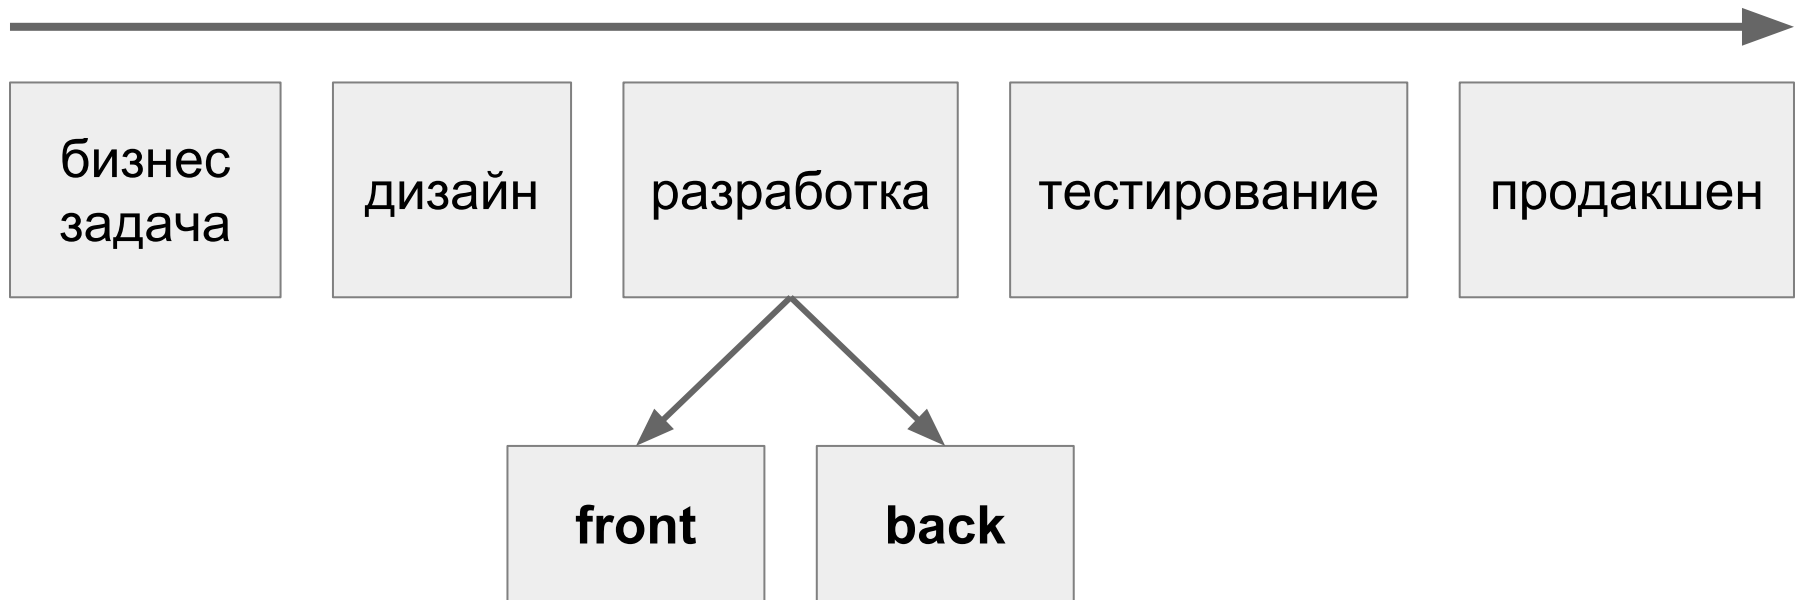 бизнес
задача
дизайн
разработка
тестирование
продакшен
front
back